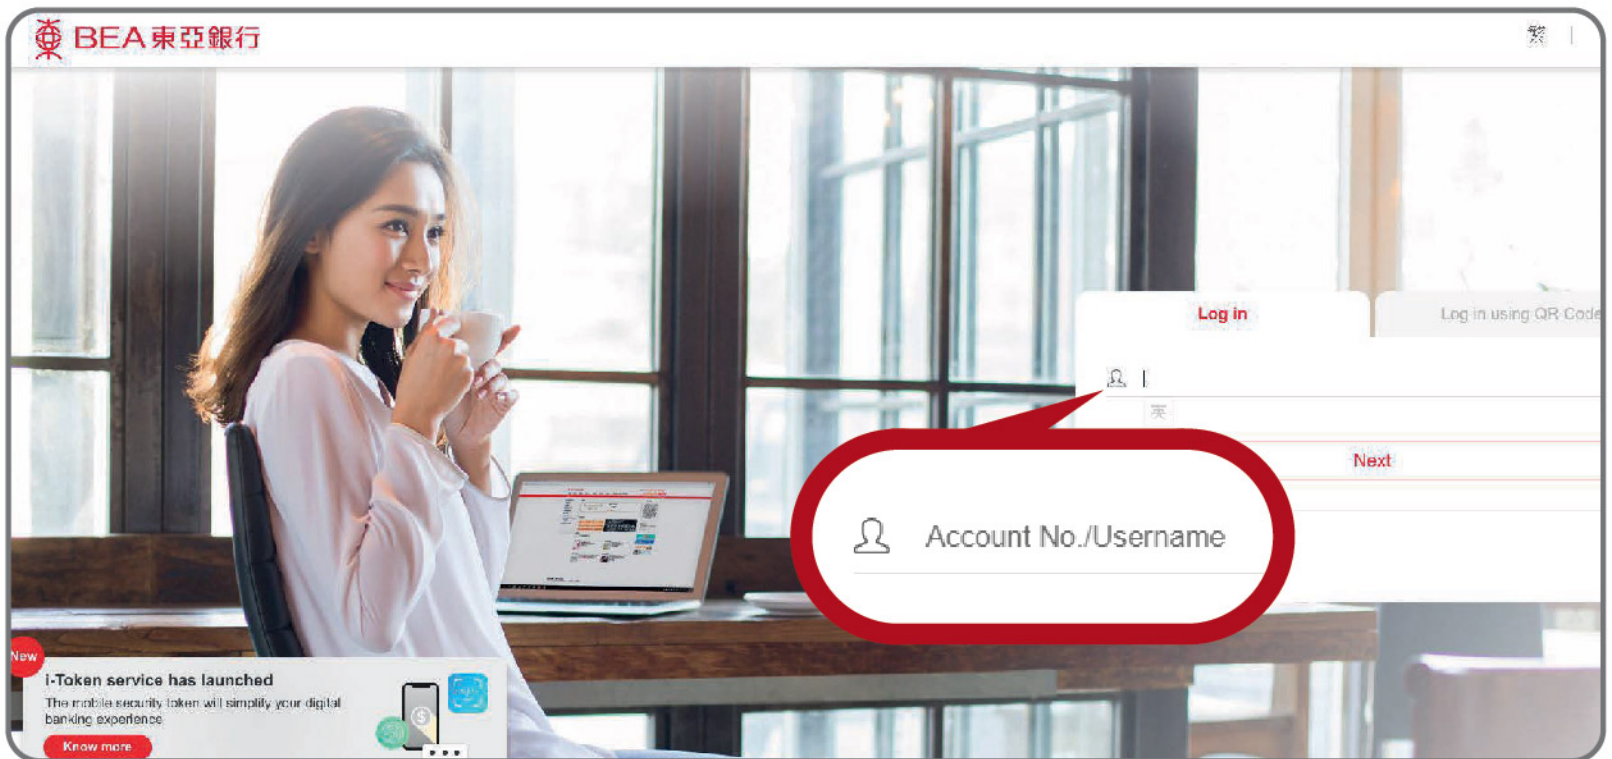 BEA東亞銀行
繁
Log in
Log in using QR Code
英
Next
Account No./Username
New
i-Token service has launched
The mobile security token will simplify your digital
banking experience
Know more